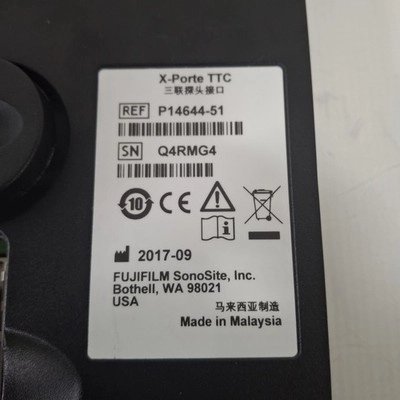 X-Porte TTC
三联探头接口
REF P14644-51
SN Q4RMG4
10 CE
2017-09
FUJIFILM SonoSite, Inc.
Bothell, WA 98021
USA
马来西亚制造
Made in Malaysia